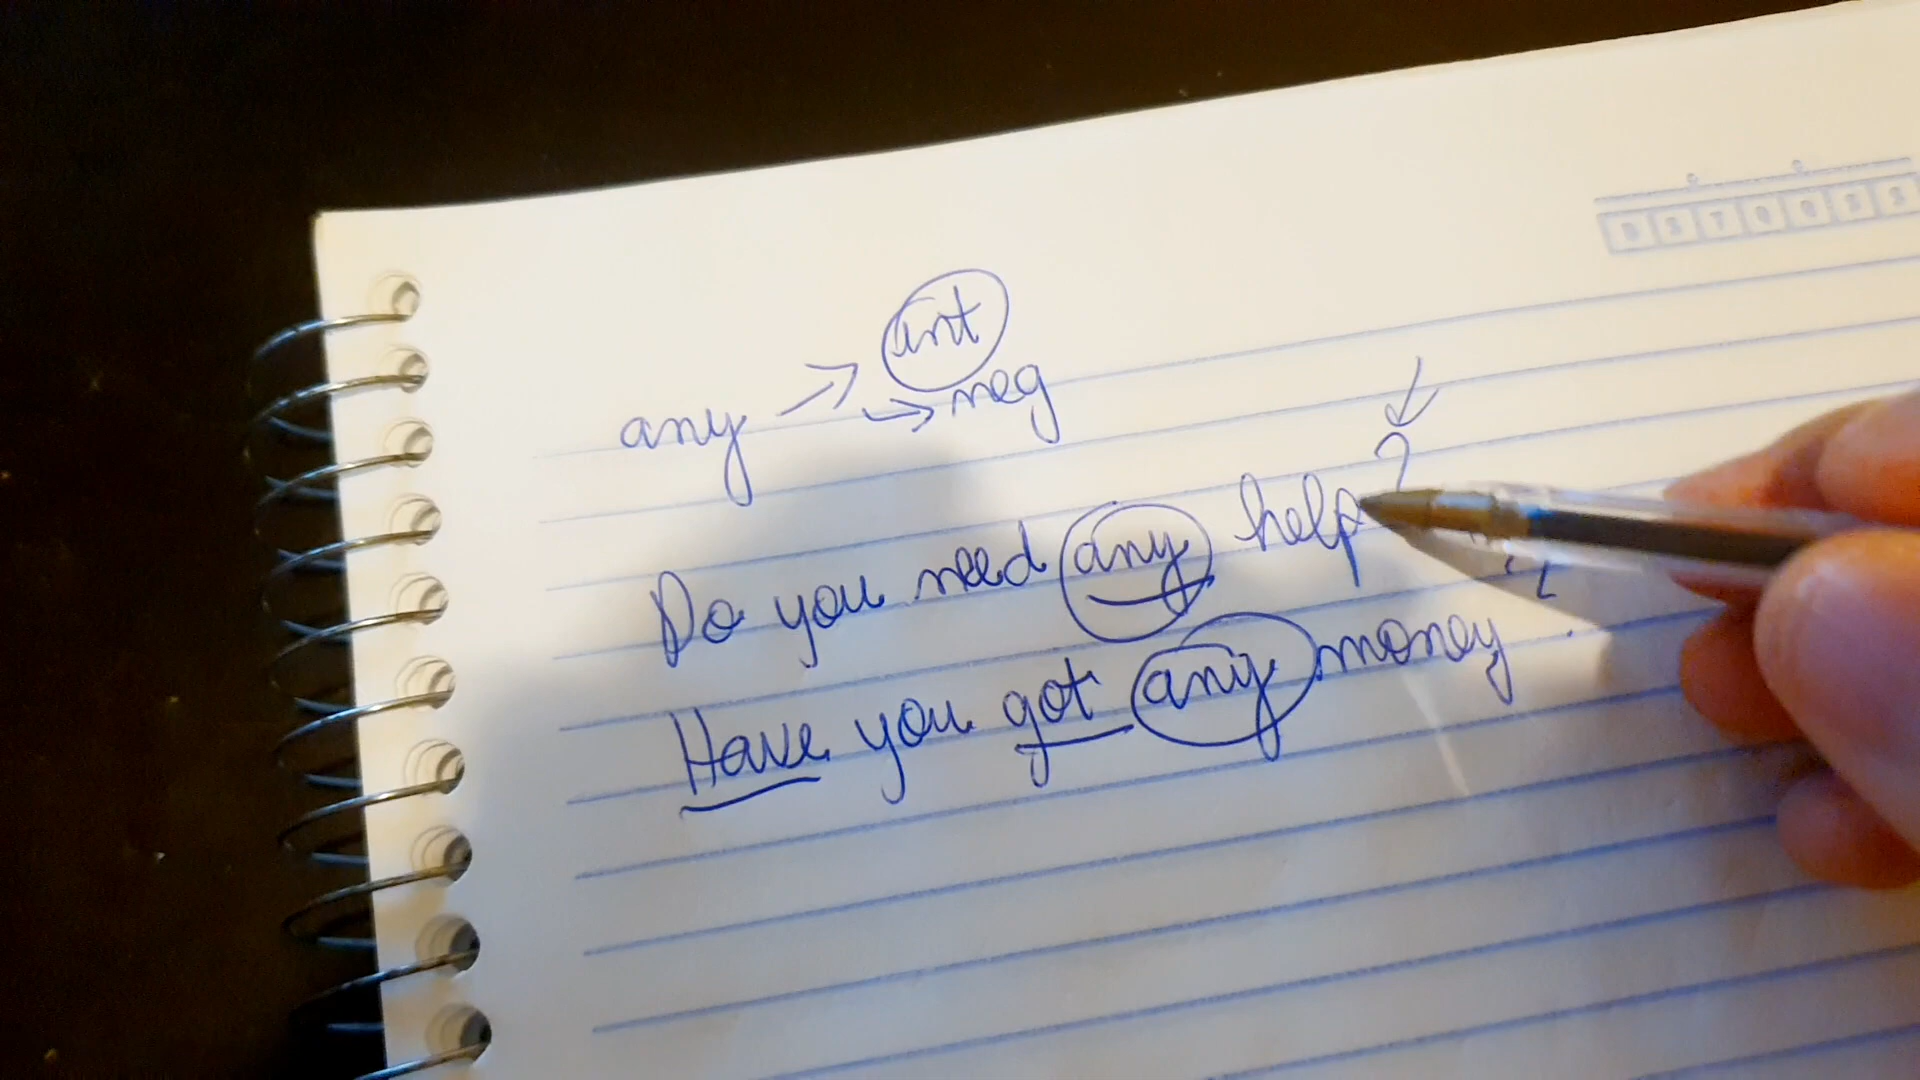 any → int
→ neg
Do you need any help?
Have you got any money?